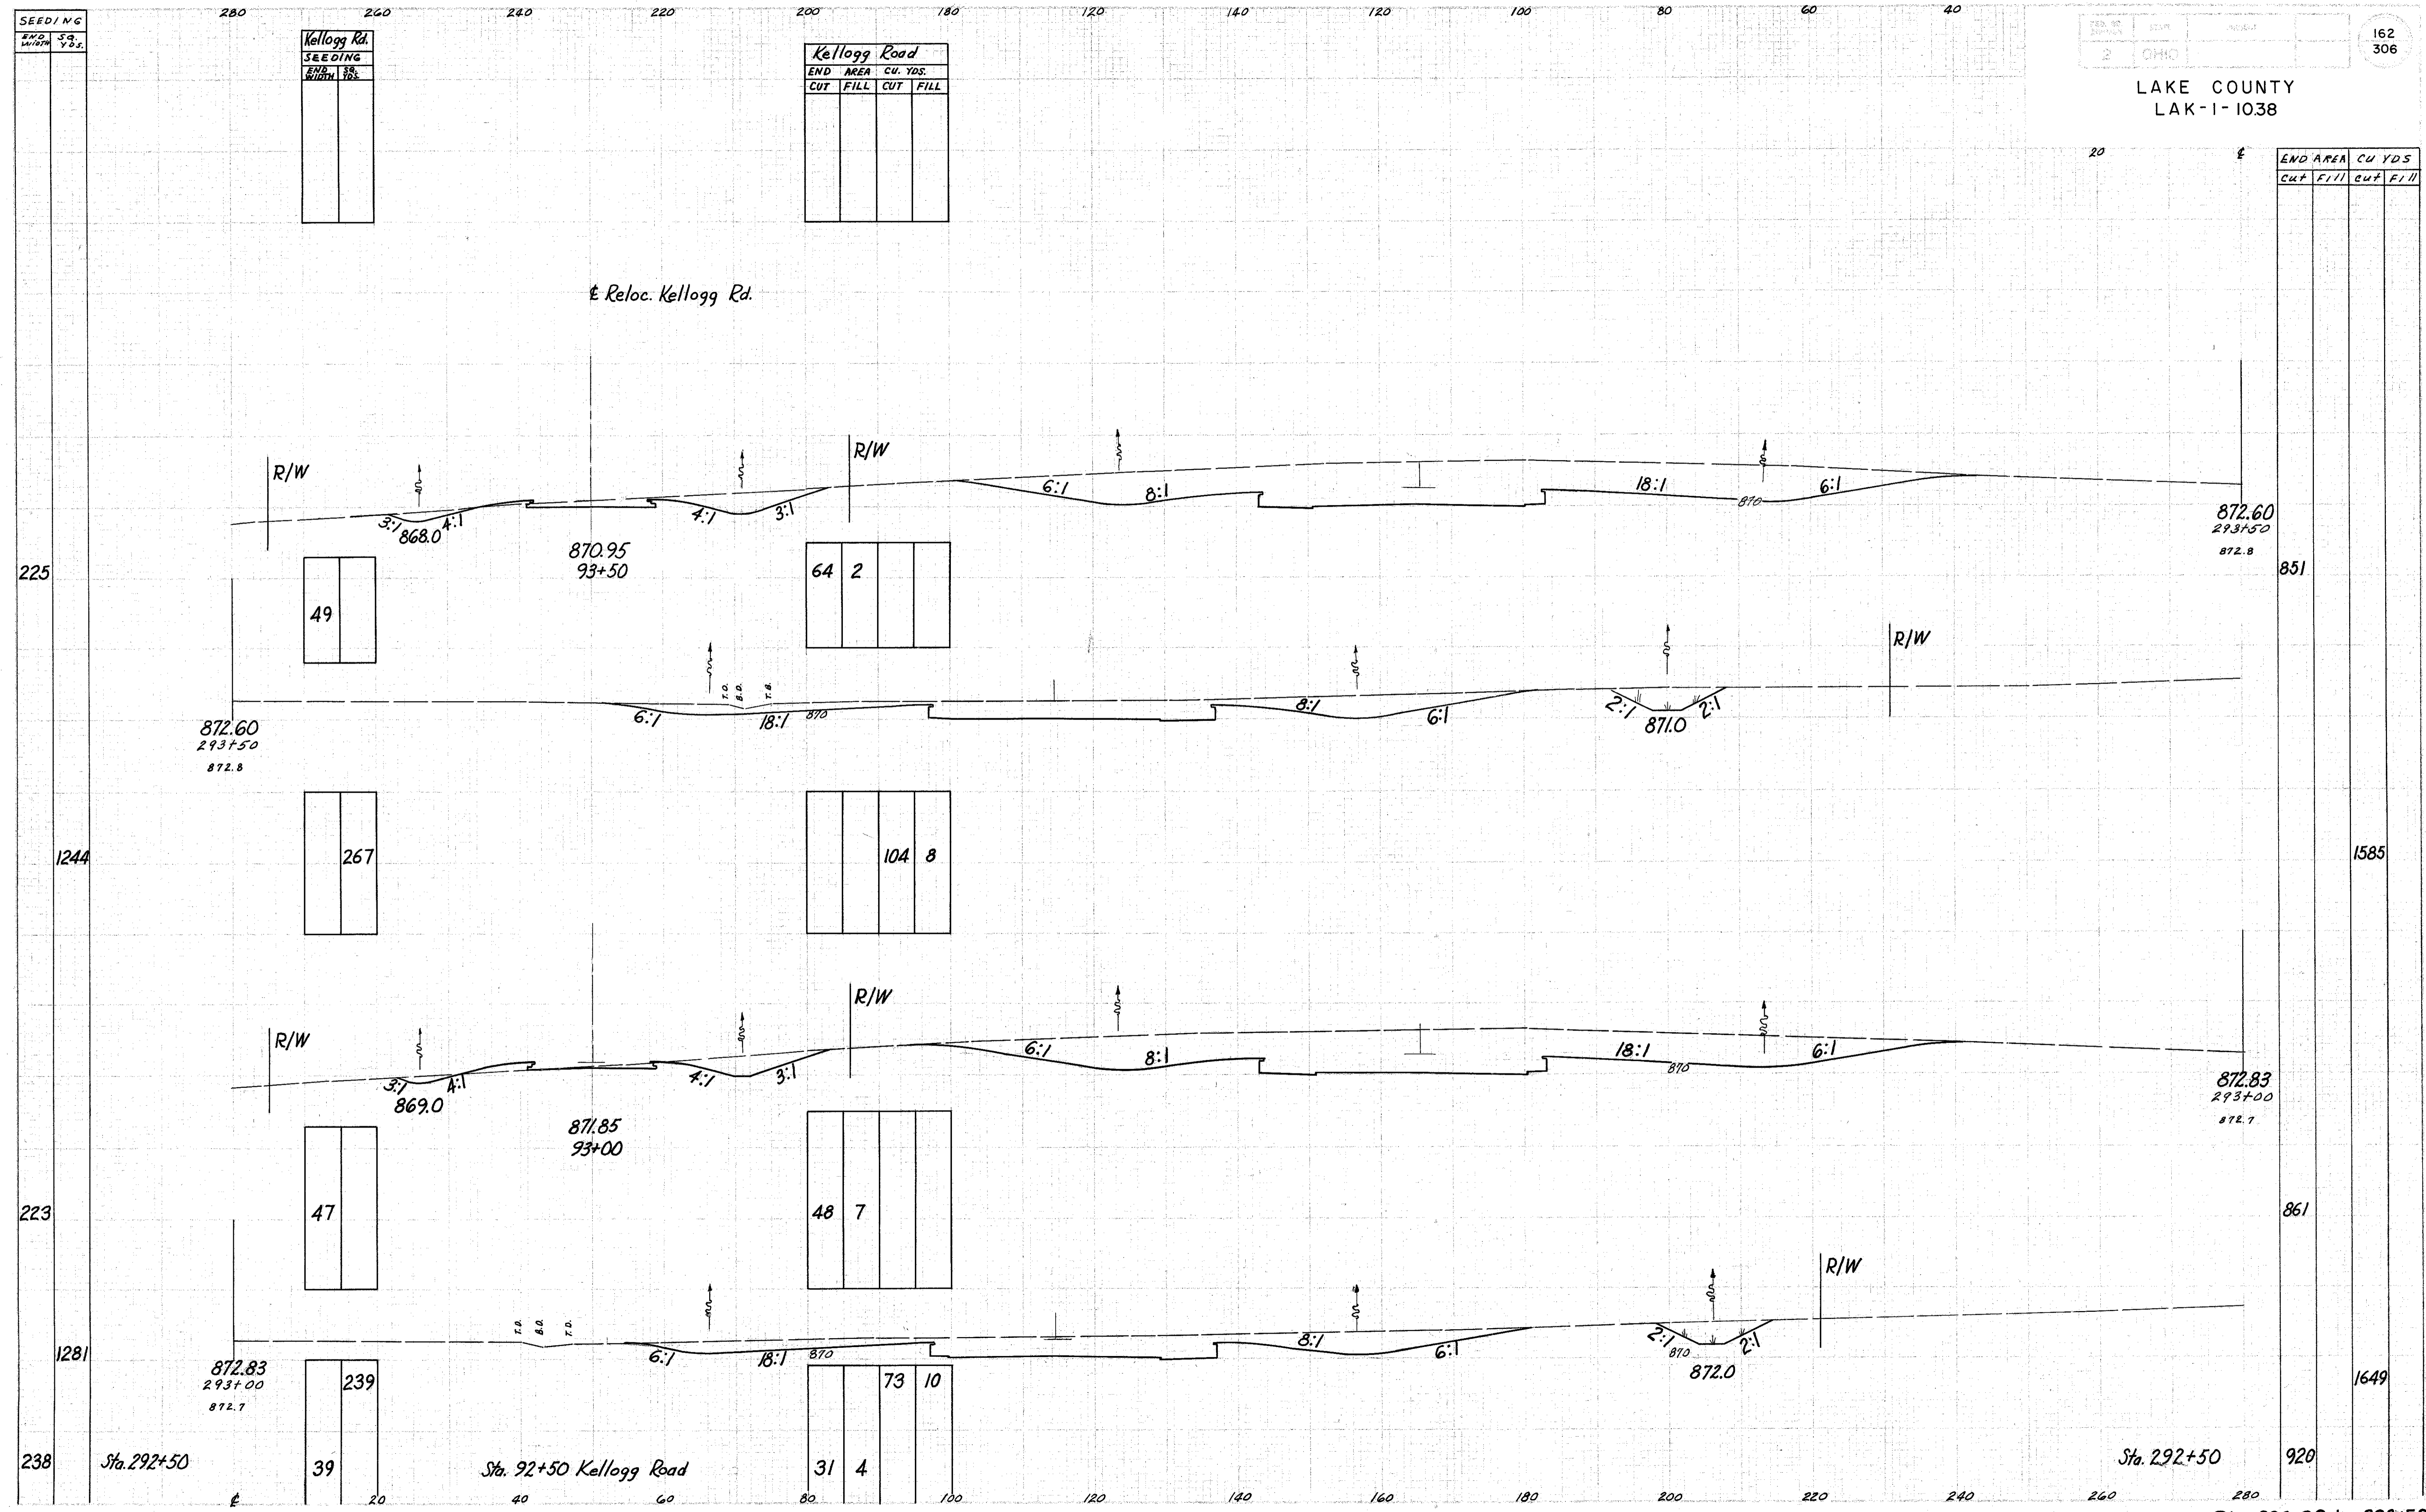 280 260 240 220 200 180 120 140 120 100 80 60 40
SEEDING
END WIDTH SQ. YDS.
Kellogg Rd.
SEEDING
END WIDTH SQ. YDS.
Kellogg Road
END AREA CU. YDS.
CUT FILL CUT FILL
2 OHIO
162
306
LAKE COUNTY
LAK-1-10.38
20 ℄
END AREA CU YDS
Cut Fill Cut Fill
℄ Reloc. Kellogg Rd.
R/W R/W
3:1 4:1 4:1 3:1 6:1 8:1 18:1 870 6:1
868.0
870.95
93+50
872.60
293+50
872.8
225 64 2 851
49
R/W
T.D. B.D. T.B.
6:1 18:1 870 8:1 6:1 2:1 2:1
871.0
872.60
293+50
872.8
1244 267 104 8 1585
R/W R/W
3:1 4:1 4:1 3:1 6:1 8:1 18:1 870 6:1
869.0
871.85
93+00
872.83
293+00
872.7
223 47 48 7 861
R/W
T.D. B.D. T.D.
6:1 18:1 870 8:1 6:1 2:1 870 2:1
872.0
1281
872.83
293+00
872.7
239 73 10 1649
238 Sta. 292+50 39 Sta. 92+50 Kellogg Road 31 4 Sta. 292+50 920
℄ 20 40 60 80 100 120 140 160 180 200 220 240 260 280